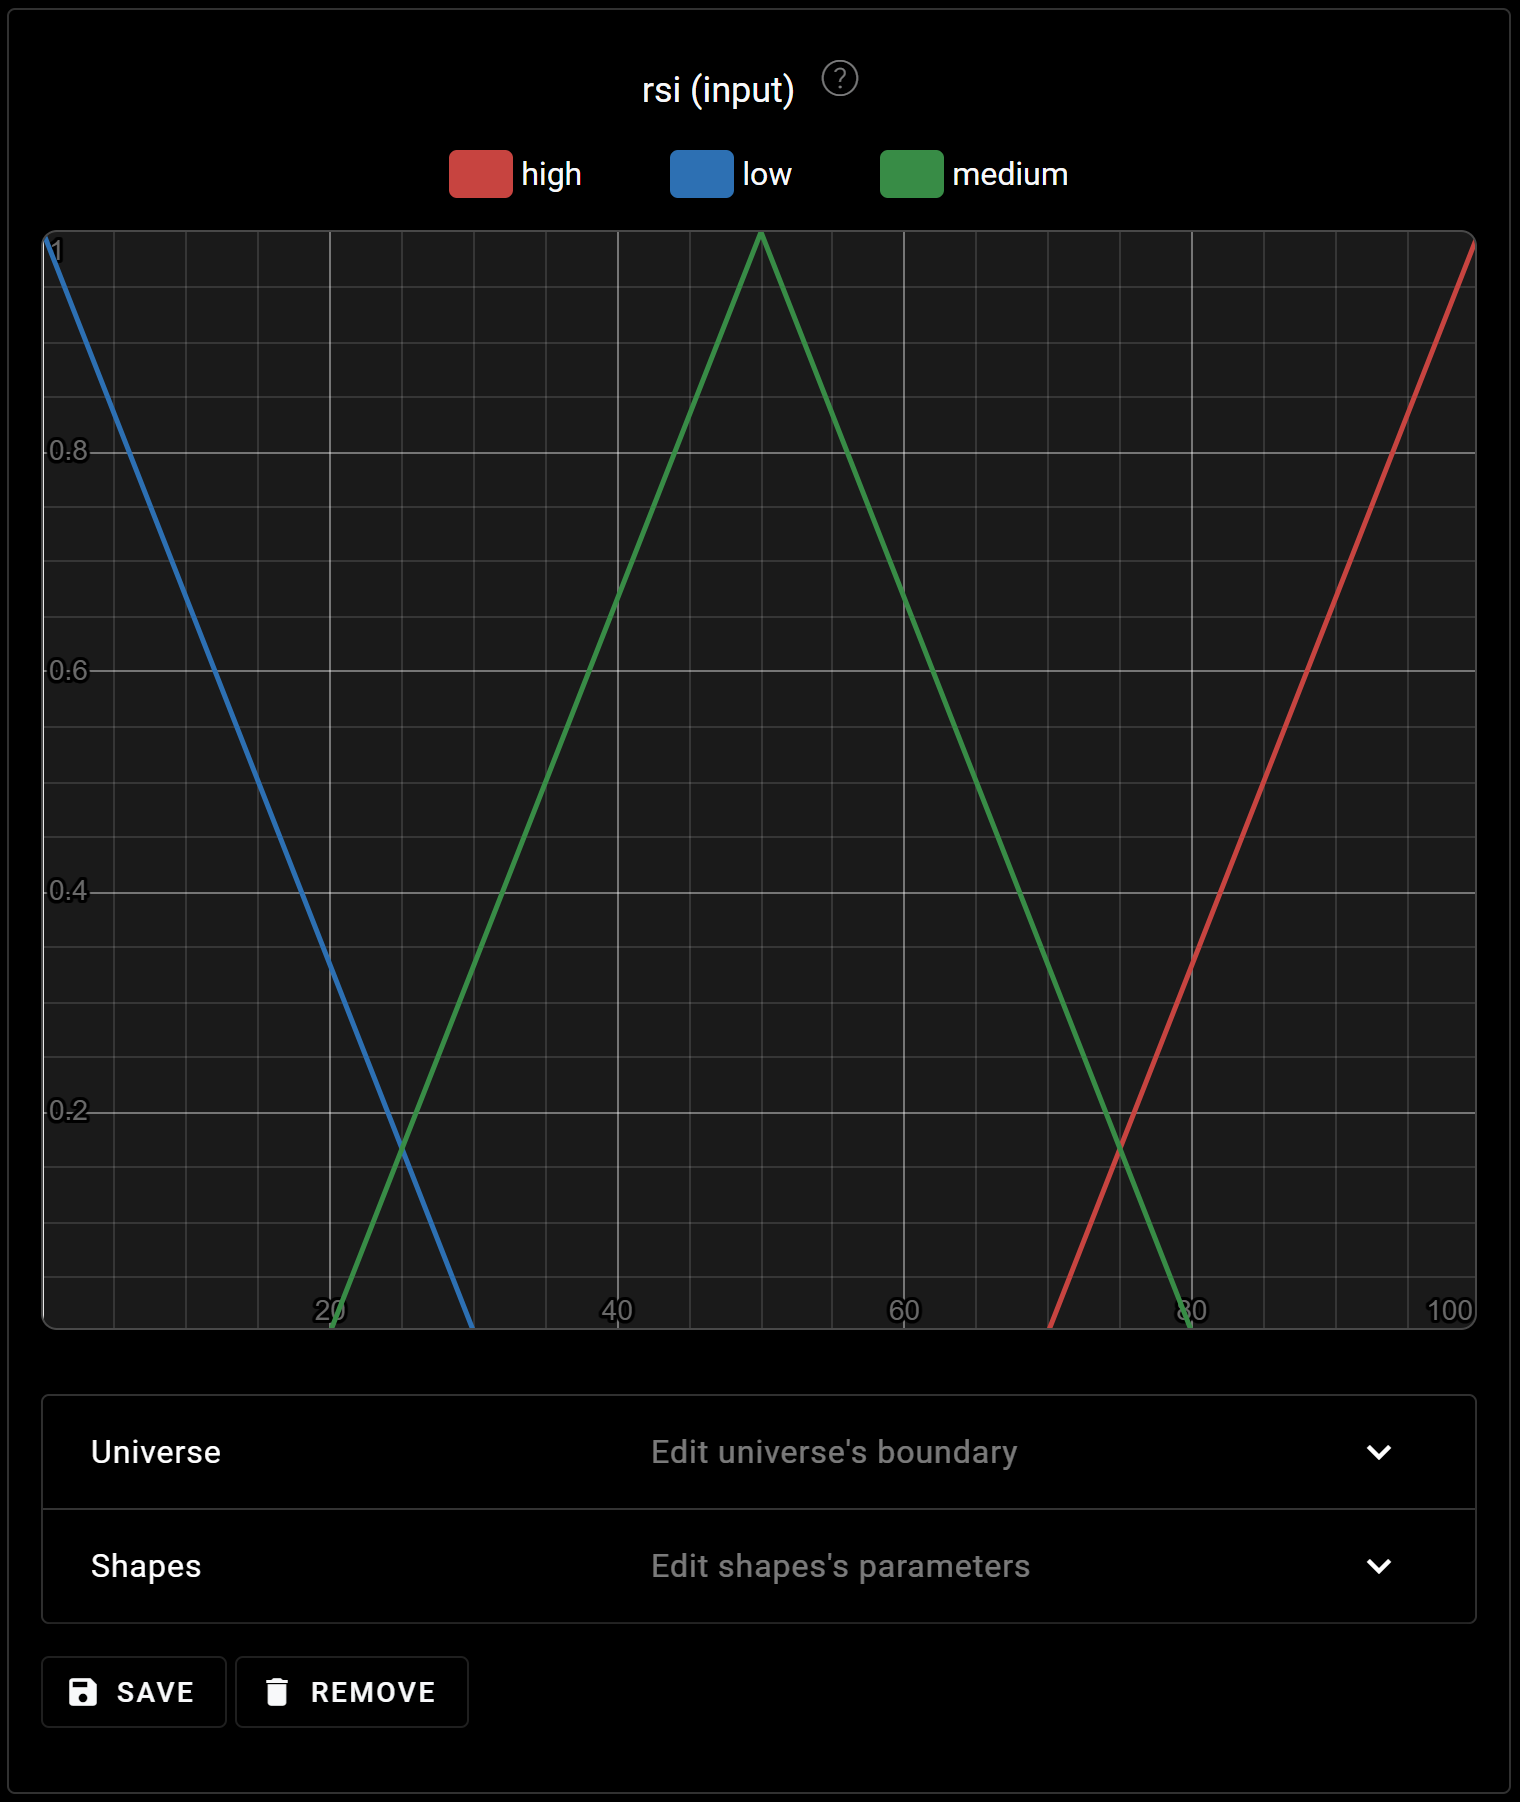 rsi (input) ?
high low medium
1
0.8
0.6
0.4
0.2
20 40 60 80 100
Universe Edit universe's boundary
Shapes Edit shapes's parameters
SAVE REMOVE